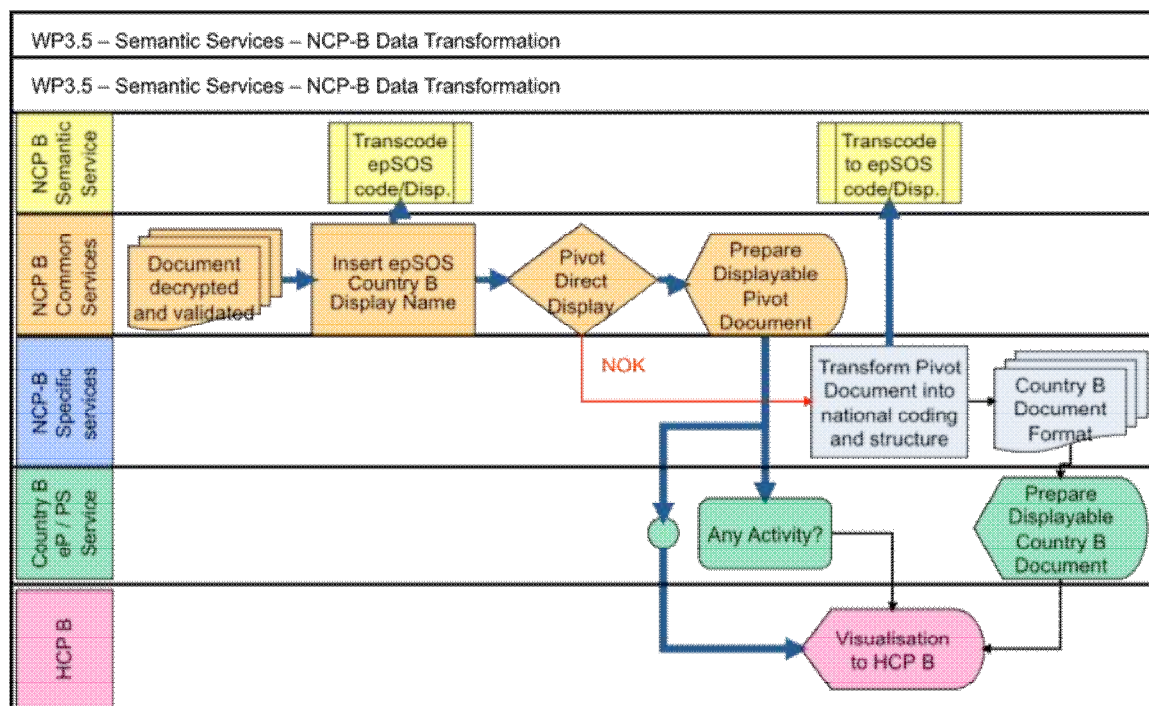 WP3.5 – Semantic Services – NCP-B Data Transformation
WP3.5 – Semantic Services – NCP-B Data Transformation
NCP B
Semantic
Service
Transcode
epSOS
code/Disp.
Transcode
to epSOS
code/Disp.
NCP B
Common
Services
Document
decrypted
and validated
Insert epSOS
Country B
Display Name
Pivot
Direct
Display
Prepare
Displayable
Pivot
Document
NCP-B
Specific
services
NOK
Transform Pivot
Document into
national coding
and structure
Country B
Document
Format
Country B
eP / PS
Service
Any Activity?
Prepare
Displayable
Country B
Document
HCP B
Visualisation
to HCP B